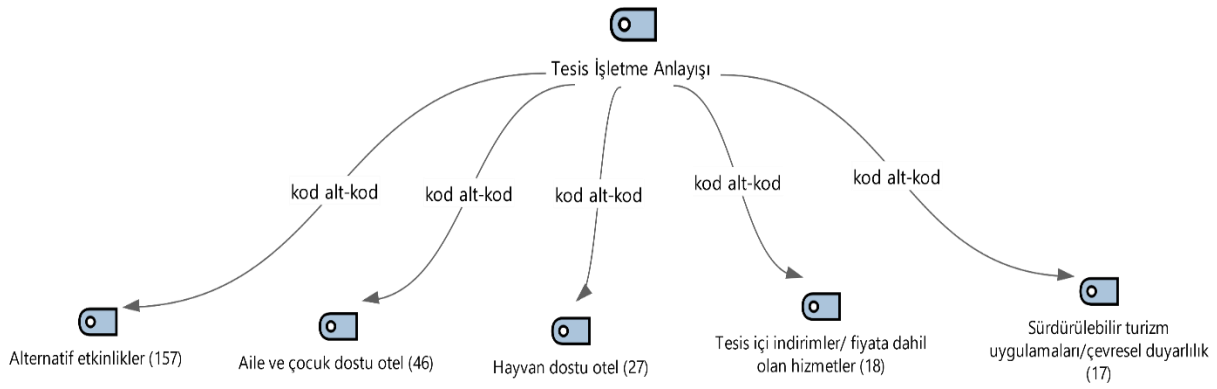 Tesis İşletme Anlayışı
kod alt-kod
kod alt-kod
kod alt-kod
kod alt-kod
kod alt-kod
Alternatif etkinlikler (157)
Aile ve çocuk dostu otel (46)
Hayvan dostu otel (27)
Tesis içi indirimler/ fiyata dahil
olan hizmetler (18)
Sürdürülebilir turizm
uygulamaları/çevresel duyarlılık
(17)